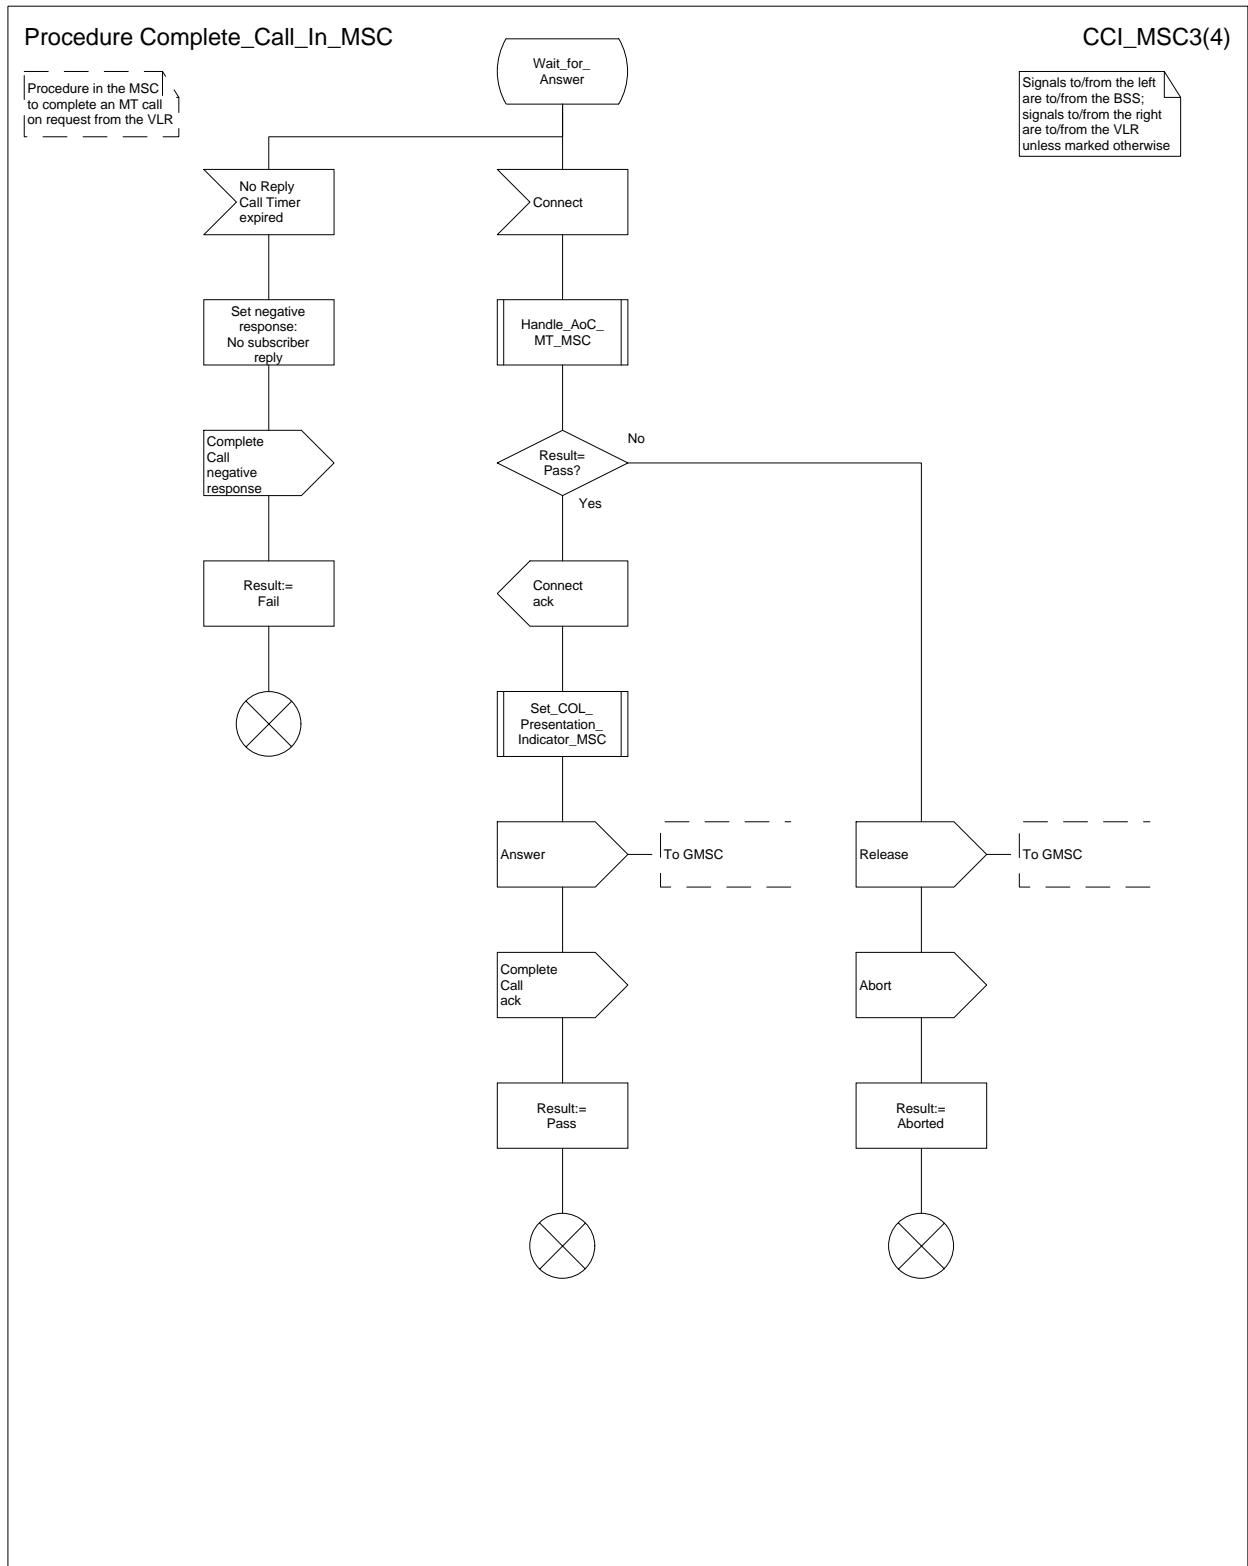 Procedure Complete_Call_In_MSC
CCI_MSC3(4)
Procedure in the MSC
to complete an MT call
on request from the VLR
Signals to/from the left
are to/from the BSS;
signals to/from the right
are to/from the VLR
unless marked otherwise
Wait_for_
Answer
No Reply
Call Timer
expired
Connect
Set negative
response:
No subscriber
reply
Handle_AoC_
MT_MSC
Complete
Call
negative
response
Result=
Pass?
No
Yes
Result:=
Fail
Connect
ack
Set_COL_
Presentation_
Indicator_MSC
Answer
To GMSC
Release
To GMSC
Complete
Call
ack
Abort
Result:=
Pass
Result:=
Aborted